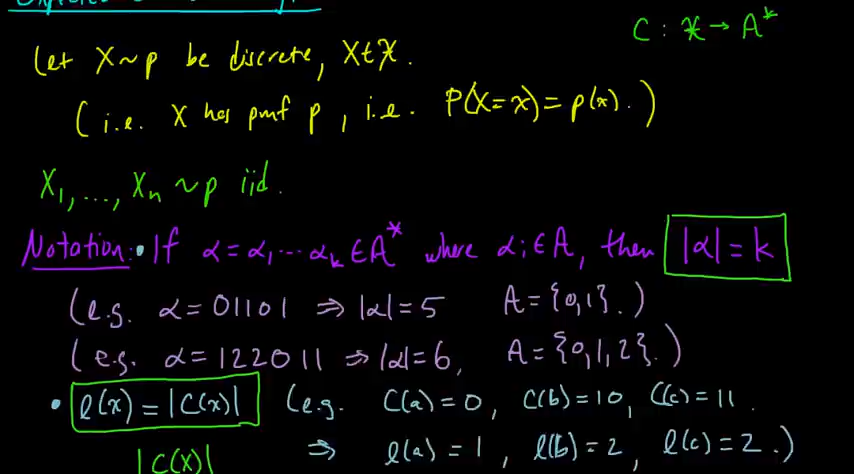 C : 𝒳 → A*
Let X ~ p be discrete, X ∈ 𝒳.
(i.e. X has pmf p, i.e. P(X=x) = p(x).)
X₁, ..., Xₙ ~ p iid.
Notation: • If α = α₁ ⋯ αₖ ∈ A* where αᵢ ∈ A, then |α| = k
(e.g. α = 01101 ⇒ |α| = 5 A = {0,1}.)
(e.g. α = 122011 ⇒ |α| = 6, A = {0,1,2}.)
• l(x) = |C(x)| (e.g. C(a) = 0, C(b) = 10, C(c) = 11.
|C(X)| ⇒ l(a) = 1, l(b) = 2, l(c) = 2.)